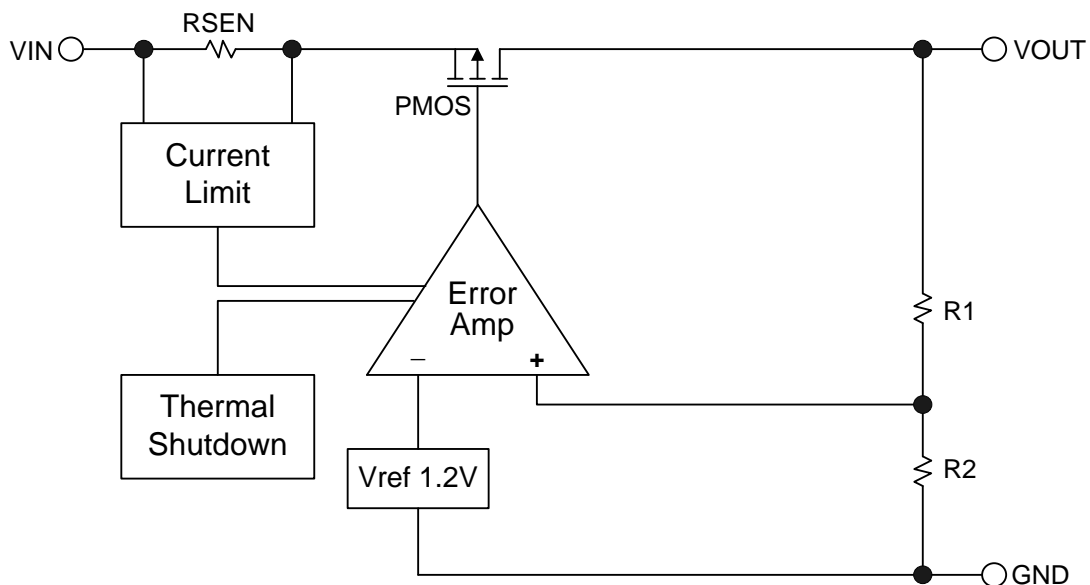 RSEN
VIN
VOUT
PMOS
Current
Limit
Error
Amp
− +
R1
Thermal
Shutdown
Vref 1.2V
R2
GND